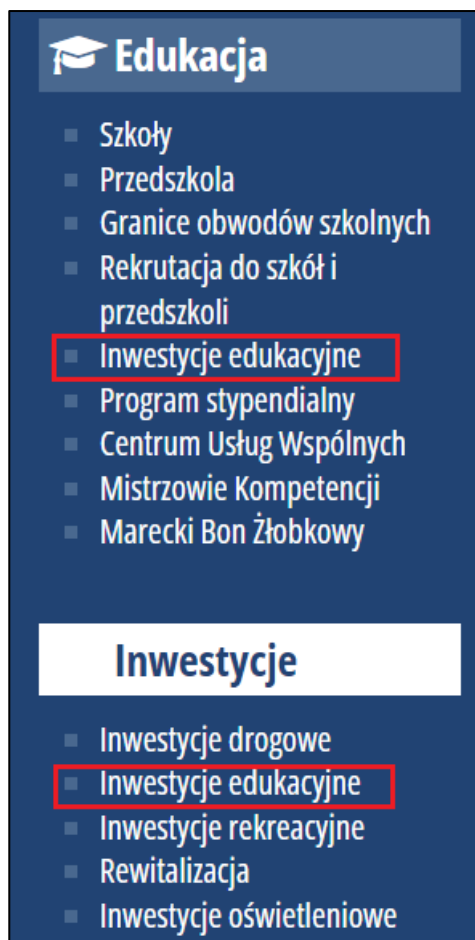 Edukacja
Szkoły
Przedszkola
Granice obwodów szkolnych
Rekrutacja do szkół i
przedszkoli
Inwestycje edukacyjne
Program stypendialny
Centrum Usług Wspólnych
Mistrzowie Kompetencji
Marecki Bon Żłobkowy
Inwestycje
Inwestycje drogowe
Inwestycje edukacyjne
Inwestycje rekreacyjne
Rewitalizacja
Inwestycje oświetleniowe